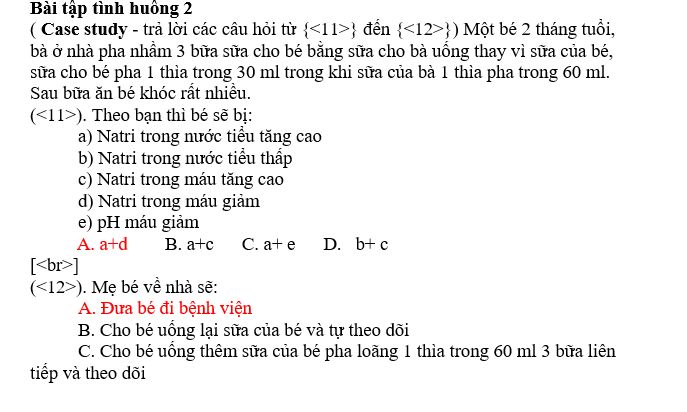 Bài tập tình huống 2
( Case study - trả lời các câu hỏi từ {<11>} đến {<12>}) Một bé 2 tháng tuổi,
bà ở nhà pha nhầm 3 bữa sữa cho bé bằng sữa cho bà uống thay vì sữa của bé,
sữa cho bé pha 1 thìa trong 30 ml trong khi sữa của bà 1 thìa pha trong 60 ml.
Sau bữa ăn bé khóc rất nhiều.
(<11>). Theo bạn thì bé sẽ bị:
a) Natri trong nước tiểu tăng cao
b) Natri trong nước tiểu thấp
c) Natri trong máu tăng cao
d) Natri trong máu giảm
e) pH máu giảm
A. a+d B. a+c C. a+ e D. b+ c
[<br>]
(<12>). Mẹ bé về nhà sẽ:
A. Đưa bé đi bệnh viện
B. Cho bé uống lại sữa của bé và tự theo dõi
C. Cho bé uống thêm sữa của bé pha loãng 1 thìa trong 60 ml 3 bữa liên
tiếp và theo dõi